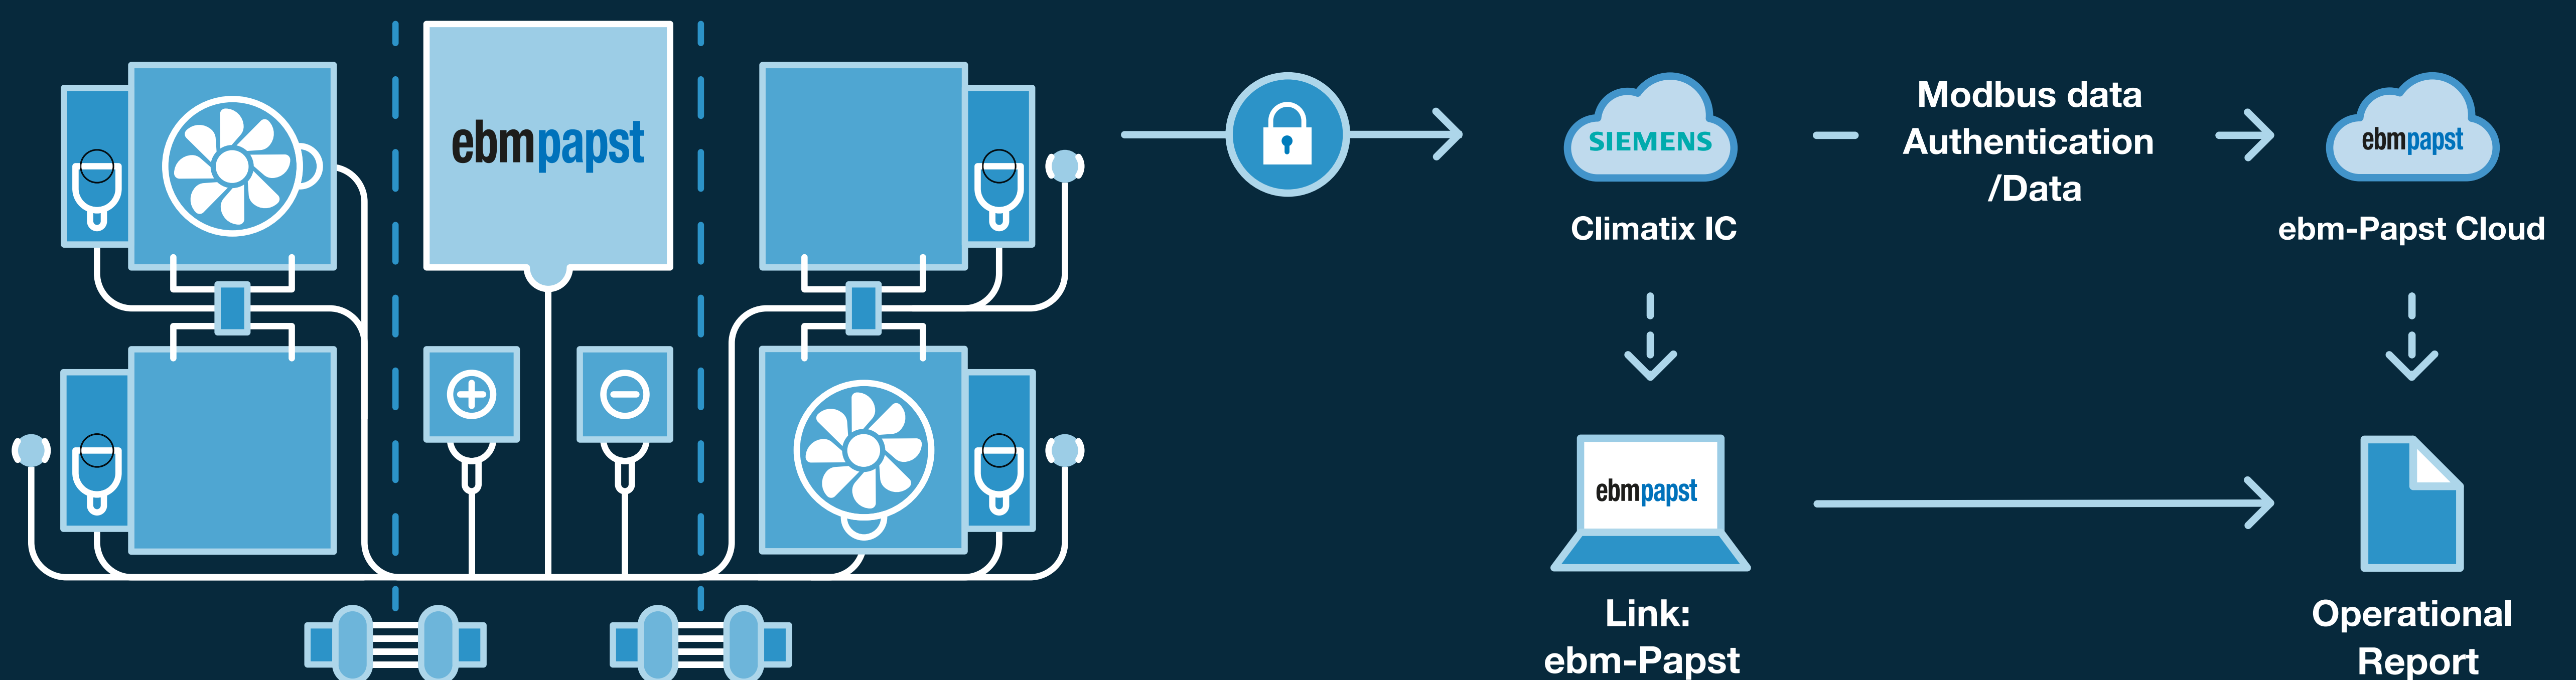 ebmpapst
SIEMENS
Climatix IC
Modbus data
Authentication
/Data
ebmpapst
ebm-Papst Cloud
ebmpapst
Link:
ebm-Papst
Operational
Report